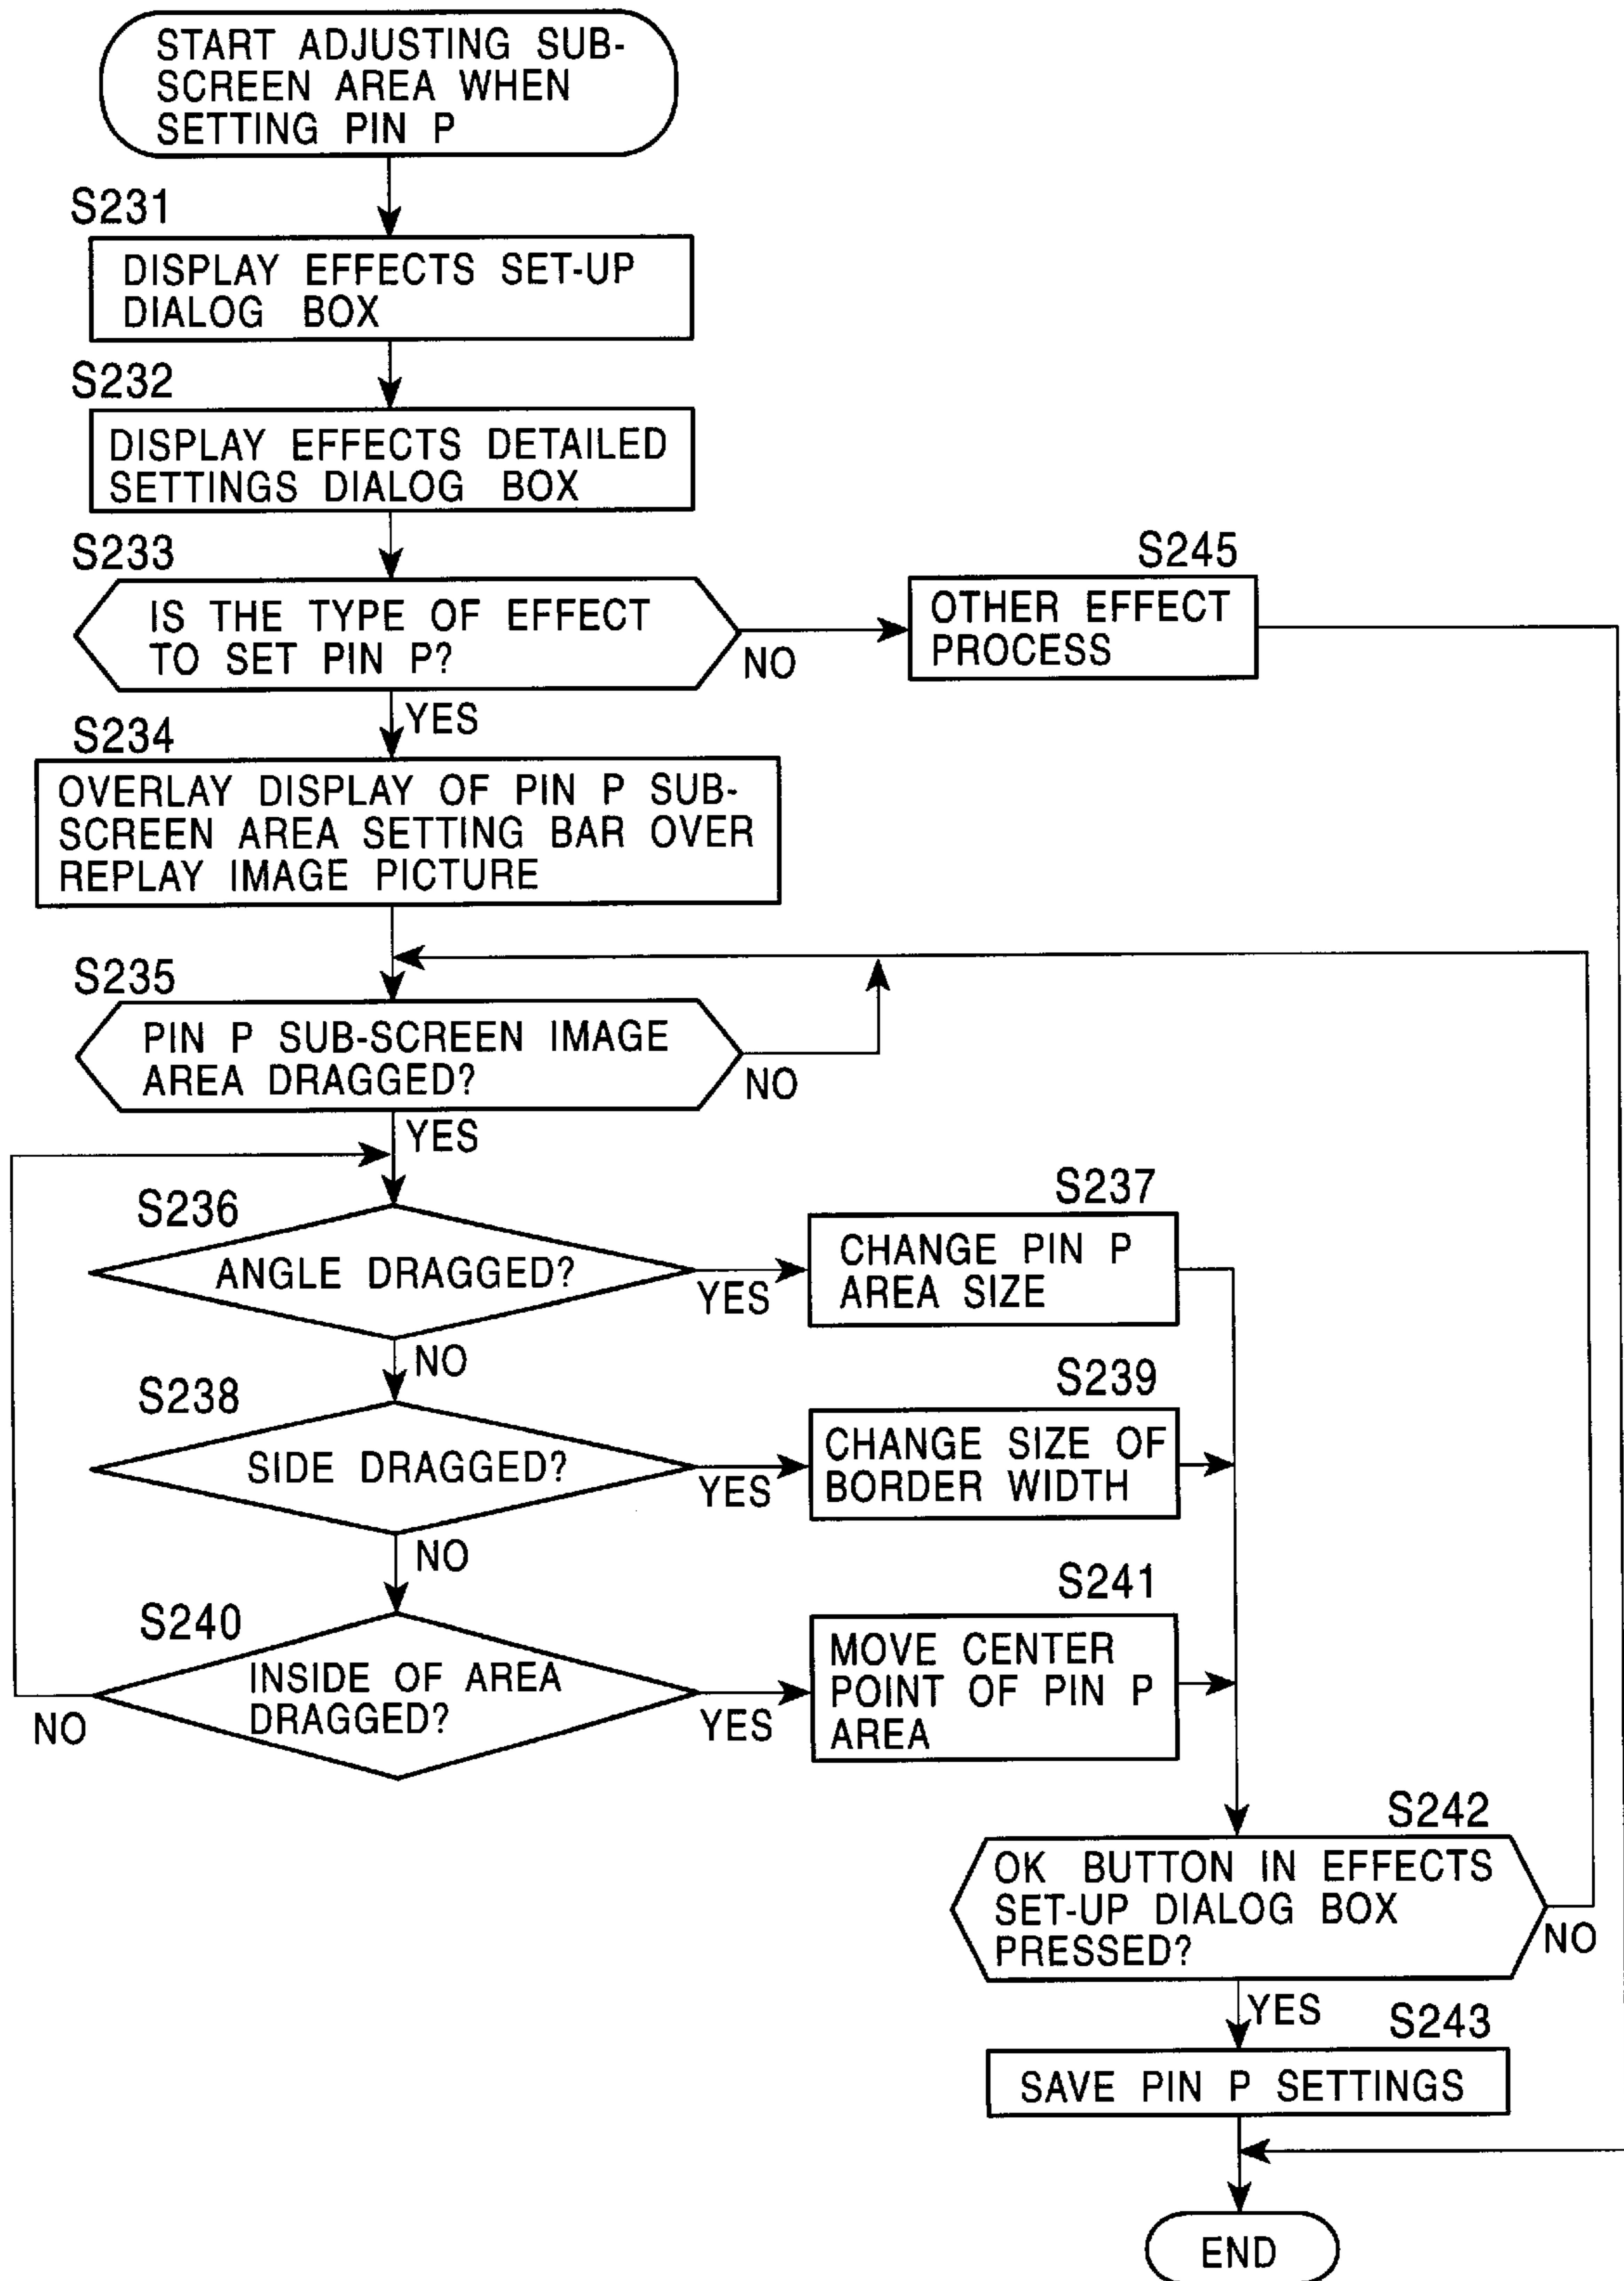 START ADJUSTING SUB-
SCREEN AREA WHEN
SETTING PIN P
S231
DISPLAY EFFECTS SET-UP
DIALOG BOX
S232
DISPLAY EFFECTS DETAILED
SETTINGS DIALOG BOX
S233
IS THE TYPE OF EFFECT
TO SET PIN P?
NO
S245
OTHER EFFECT
PROCESS
YES
S234
OVERLAY DISPLAY OF PIN P SUB-
SCREEN AREA SETTING BAR OVER
REPLAY IMAGE PICTURE
S235
PIN P SUB-SCREEN IMAGE
AREA DRAGGED?
NO
YES
S236
ANGLE DRAGGED?
YES
S237
CHANGE PIN P
AREA SIZE
NO
S238
SIDE DRAGGED?
YES
S239
CHANGE SIZE OF
BORDER WIDTH
NO
S240
INSIDE OF AREA
DRAGGED?
NO
YES
S241
MOVE CENTER
POINT OF PIN P
AREA
S242
OK BUTTON IN EFFECTS
SET-UP DIALOG BOX
PRESSED?
NO
YES
S243
SAVE PIN P SETTINGS
END